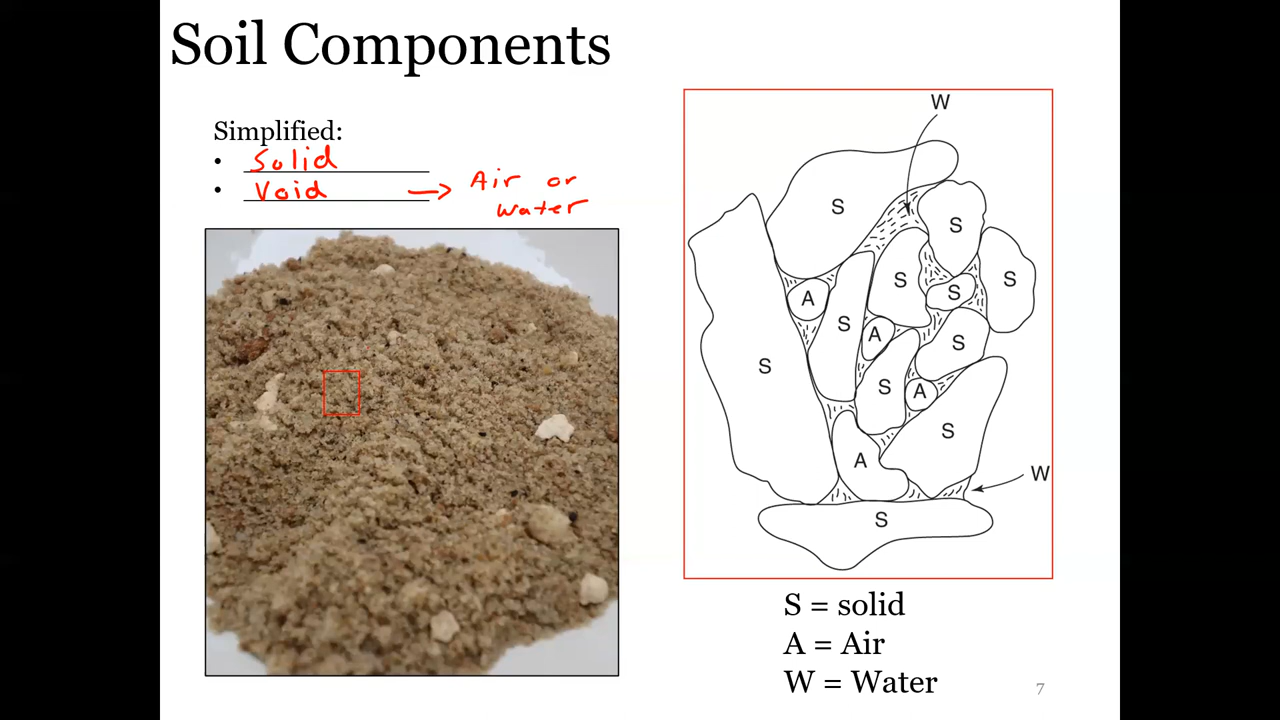 Soil Components
Simplified:
• Solid
• Void → Air or
water
W
S
S
S
S
S
A
S
A
S
S
S
A
S
A
W
S
S = solid
A = Air
W = Water
7